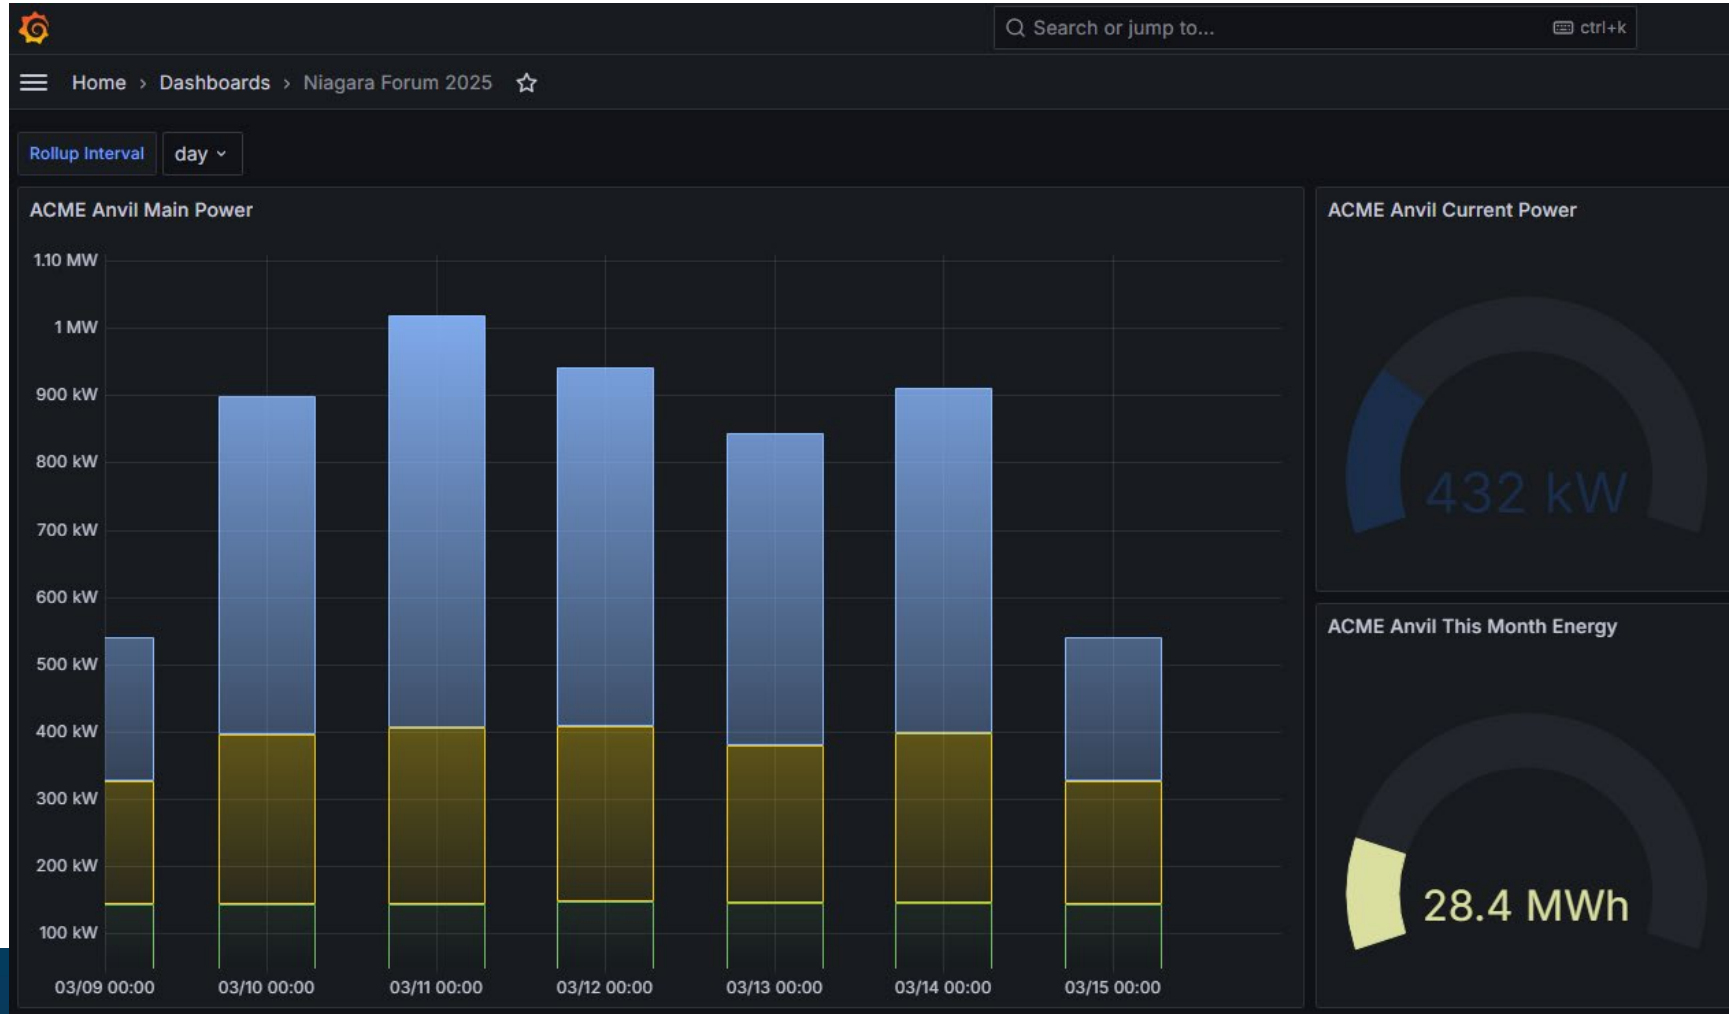 Search or jump to... ctrl+k
Home › Dashboards › Niagara Forum 2025
Rollup Interval day
ACME Anvil Main Power
1.10 MW
1 MW
900 kW
800 kW
700 kW
600 kW
500 kW
400 kW
300 kW
200 kW
100 kW
03/09 00:00 03/10 00:00 03/11 00:00 03/12 00:00 03/13 00:00 03/14 00:00 03/15 00:00
ACME Anvil Current Power
432 kW
ACME Anvil This Month Energy
28.4 MWh